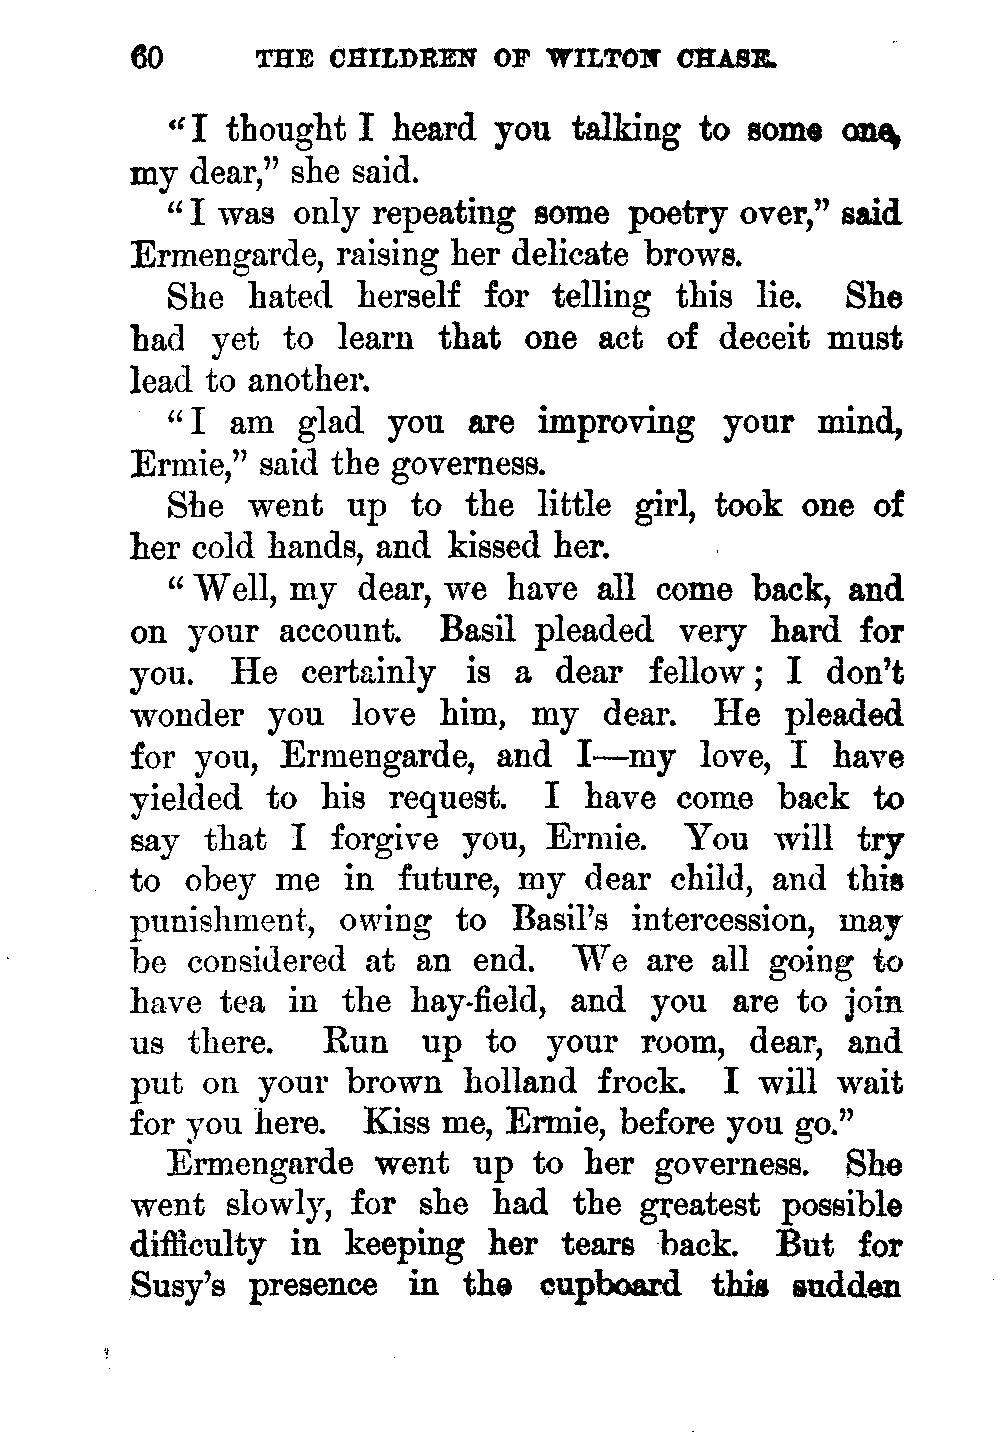 60 THE CHILDREN OF WILTON CHASE.
“I thought I heard you talking to some one,
my dear,” she said.
“I was only repeating some poetry over,” said
Ermengarde, raising her delicate brows.
She hated herself for telling this lie. She
had yet to learn that one act of deceit must
lead to another.
“I am glad you are improving your mind,
Ermie,” said the governess.
She went up to the little girl, took one of
her cold hands, and kissed her.
“Well, my dear, we have all come back, and
on your account. Basil pleaded very hard for
you. He certainly is a dear fellow; I don’t
wonder you love him, my dear. He pleaded
for you, Ermengarde, and I—my love, I have
yielded to his request. I have come back to
say that I forgive you, Ermie. You will try
to obey me in future, my dear child, and this
punishment, owing to Basil’s intercession, may
be considered at an end. We are all going to
have tea in the hay-field, and you are to join
us there. Run up to your room, dear, and
put on your brown holland frock. I will wait
for you here. Kiss me, Ermie, before you go.”
Ermengarde went up to her governess. She
went slowly, for she had the greatest possible
difficulty in keeping her tears back. But for
Susy’s presence in the cupboard this sudden